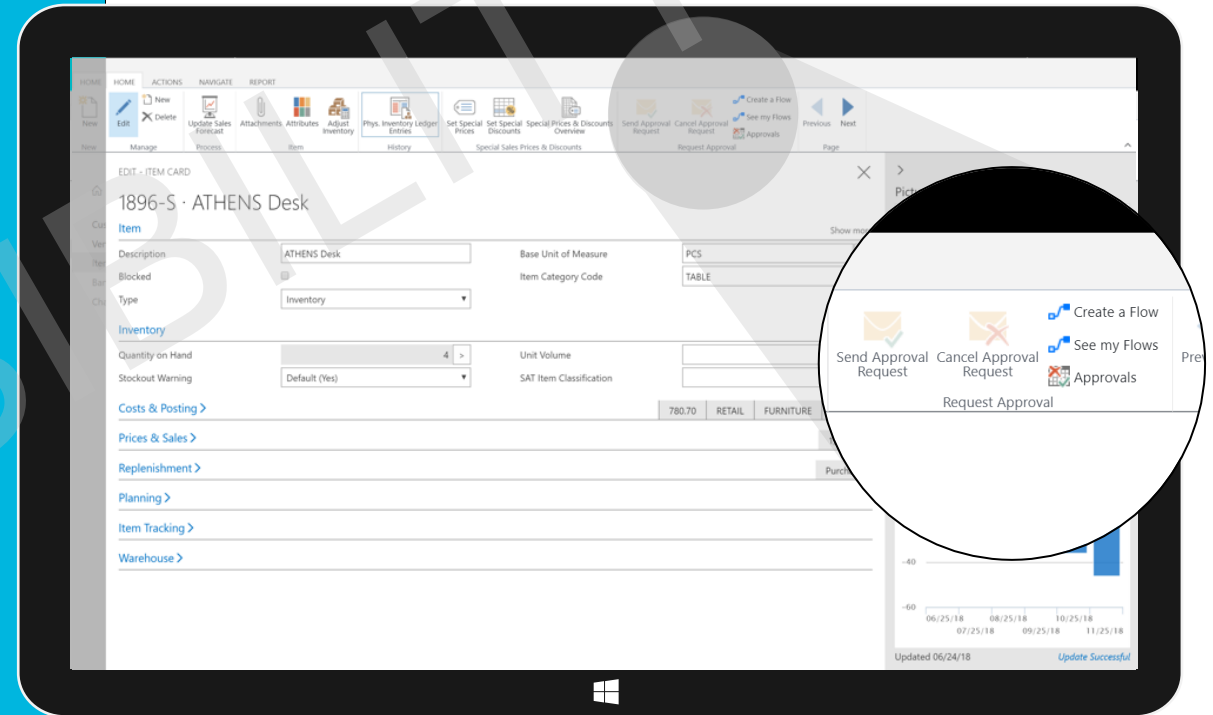 HOME HOME ACTIONS NAVIGATE REPORT
New Edit New Delete Update Sales Forecast Attachments Attributes Adjust Inventory Phys. Inventory Ledger Entries Set Special Prices Set Special Discounts Special Prices & Discounts Overview Send Approval Request Cancel Approval Request Create a Flow See my Flows Approvals Previous Next
New Manage Process Item History Special Sales Prices & Discounts Request Approval Page
EDIT - ITEM CARD
1896-S · ATHENS Desk
Item
Description ATHENS Desk Base Unit of Measure PCS
Blocked Item Category Code TABLE
Type Inventory
Inventory
Quantity on Hand 4 > Unit Volume
Stockout Warning Default (Yes) SAT Item Classification
Costs & Posting > 780.70 RETAIL FURNITURE
Prices & Sales >
Replenishment >
Planning >
Item Tracking >
Warehouse >
Send Approval Request
Cancel Approval Request
Create a Flow
See my Flows
Approvals
Request Approval
-40
-60
06/25/18 08/25/18 10/25/18
07/25/18 09/25/18 11/25/18
Updated 06/24/18 Update Successful